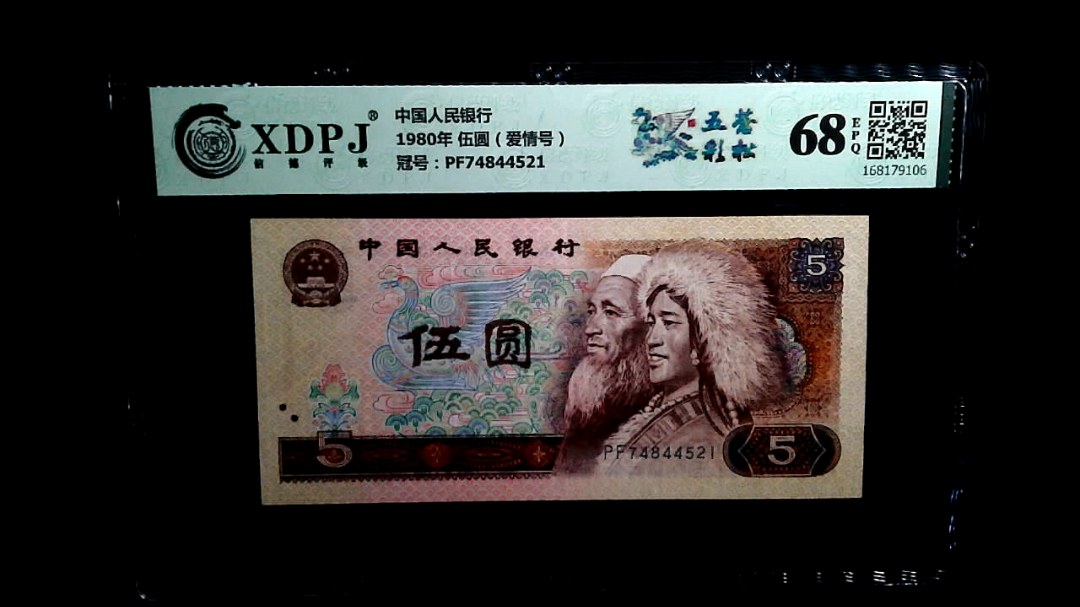 XDPJ®
信德评级
中国人民银行
1980年 伍圆（爱情号）
冠号：PF74844521
五彩
苍松
68
EPQ
168179106
中国人民银行
5
伍圆
5
PF74844521
5